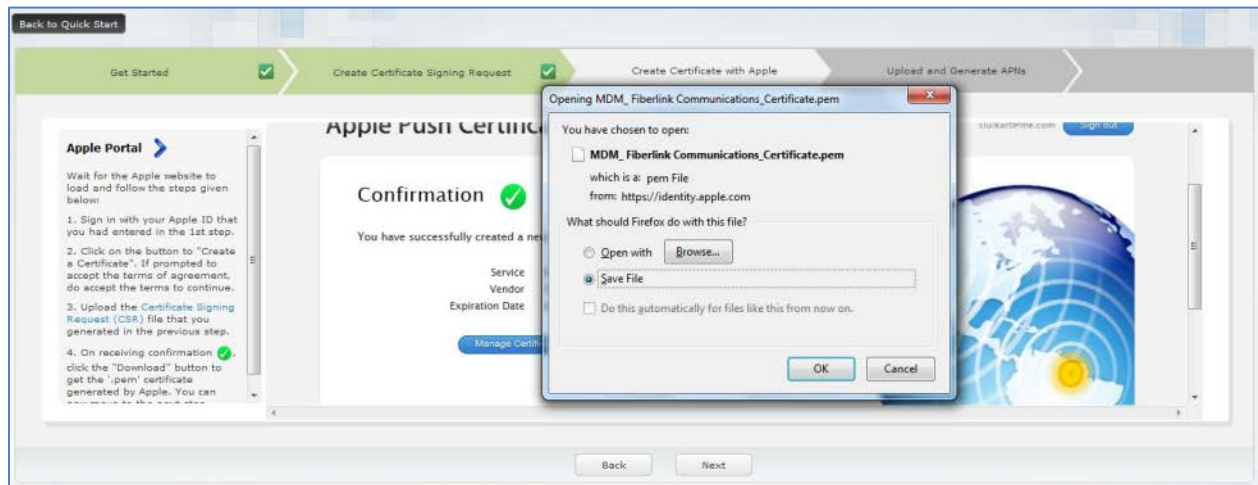 Back to Quick Start
Get Started
Create Certificate Signing Request
Create Certificate with Apple
Upload and Generate APNs
Apple Portal
Wait for the Apple website to
load and follow the steps given
below:
1. Sign in with your Apple ID that
you had entered in the 1st step.
2. Click on the button to "Create
a Certificate". If prompted to
accept the terms of agreement,
do accept the terms to continue.
3. Upload the Certificate Signing
Request (CSR) file that you
generated in the previous step.
4. On receiving confirmation ,
click the "Download" button to
get the '.pem' certificate
generated by Apple. You can
Apple Push
Sign out
Confirmation
You have successfully created a
Service
Vendor
Expiration Date
Manage
Opening MDM_ Fiberlink Communications_Certificate.pem
You have chosen to open:
MDM_ Fiberlink Communications_Certificate.pem
which is a: pem File
from: https://identity.apple.com
What should Firefox do with this file?
Open with
Browse...
Save File
Do this automatically for files like this from now on.
OK
Cancel
Back
Next